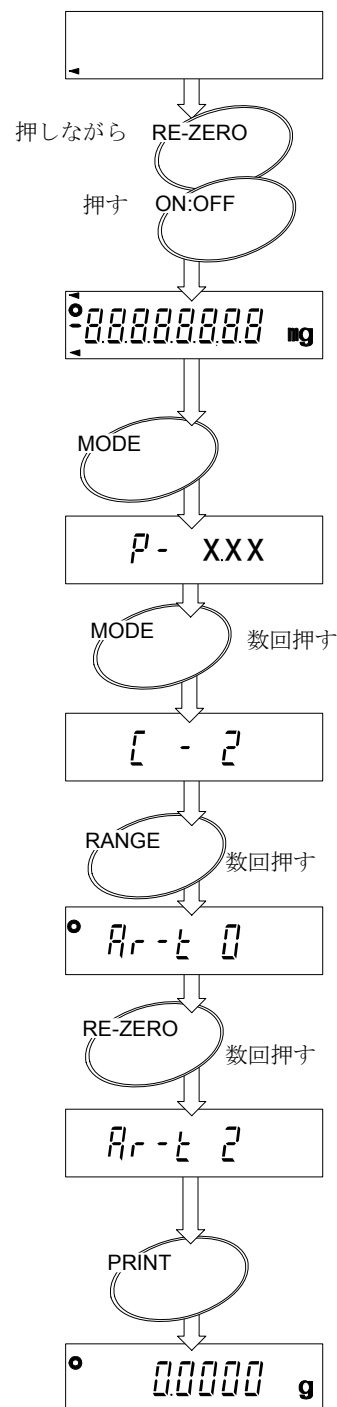 押しながら RE-ZERO
押す ON:OFF
8.8.8.8.8.8.8.8 mg
MODE
P- X.X.X
MODE 数回押す
C - 2
RANGE 数回押す
Ar-t 0
RE-ZERO 数回押す
Ar-t 2
PRINT
0.0000 g